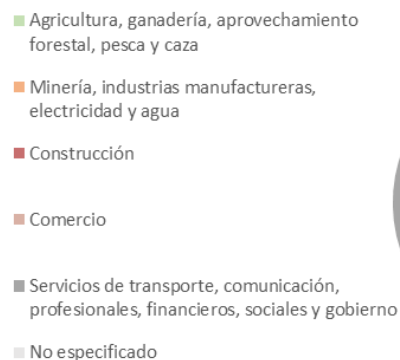 Agricultura, ganadería, aprovechamiento
forestal, pesca y caza
Minería, industrias manufactureras,
electricidad y agua
Construcción
Comercio
Servicios de transporte, comunicación,
profesionales, financieros, sociales y gobierno
No especificado